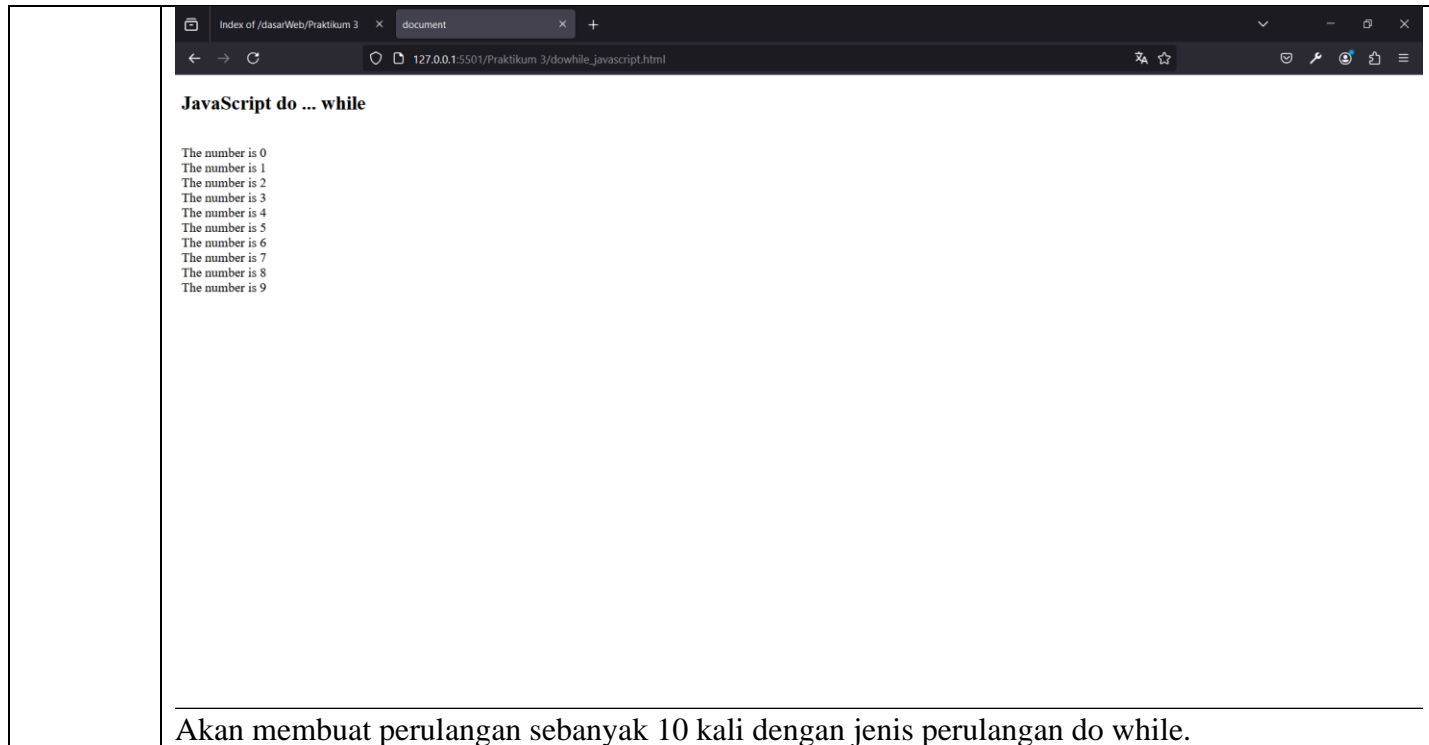 Index of /dasarWeb/Praktikum 3
document
127.0.0.1:5501/Praktikum 3/dowhile_javascript.html
JavaScript do ... while
The number is 0
The number is 1
The number is 2
The number is 3
The number is 4
The number is 5
The number is 6
The number is 7
The number is 8
The number is 9
Akan membuat perulangan sebanyak 10 kali dengan jenis perulangan do while.